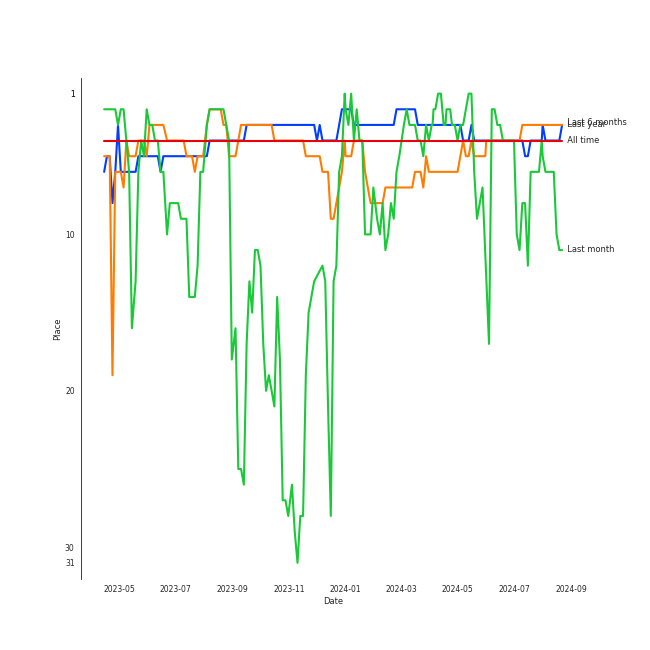 1
10
20
30
31
Place
2023-05
2023-07
2023-09
2023-11
2024-01
2024-03
2024-05
2024-07
2024-09
Date
Last 6 months
Last year
All time
Last month